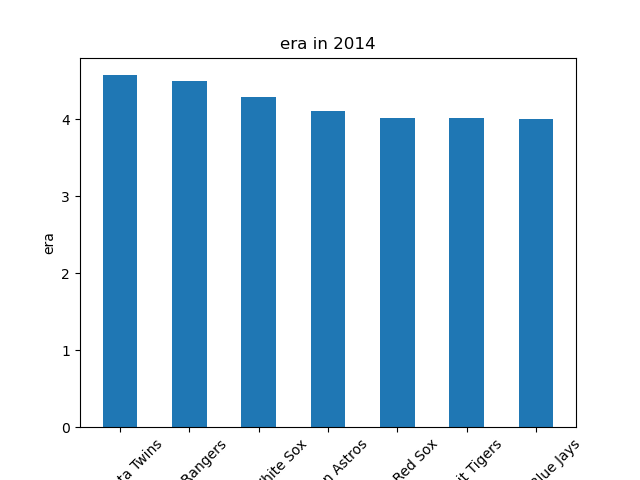 era in 2014
era
4
3
2
1
0
ta Twins
Rangers
hite Sox
n Astros
Red Sox
it Tigers
Blue Jays